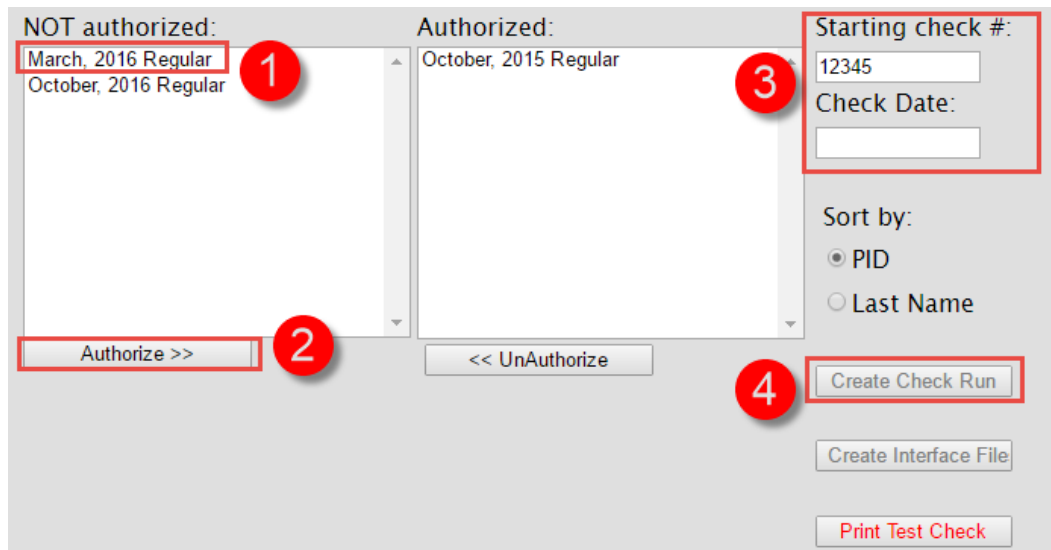 NOT authorized:
March, 2016 Regular
October, 2016 Regular
1
Authorize >>
2
Authorized:
October, 2015 Regular
<< UnAuthorize
Starting check #:
12345
3
Check Date:
Sort by:
PID
Last Name
4
Create Check Run
Create Interface File
Print Test Check